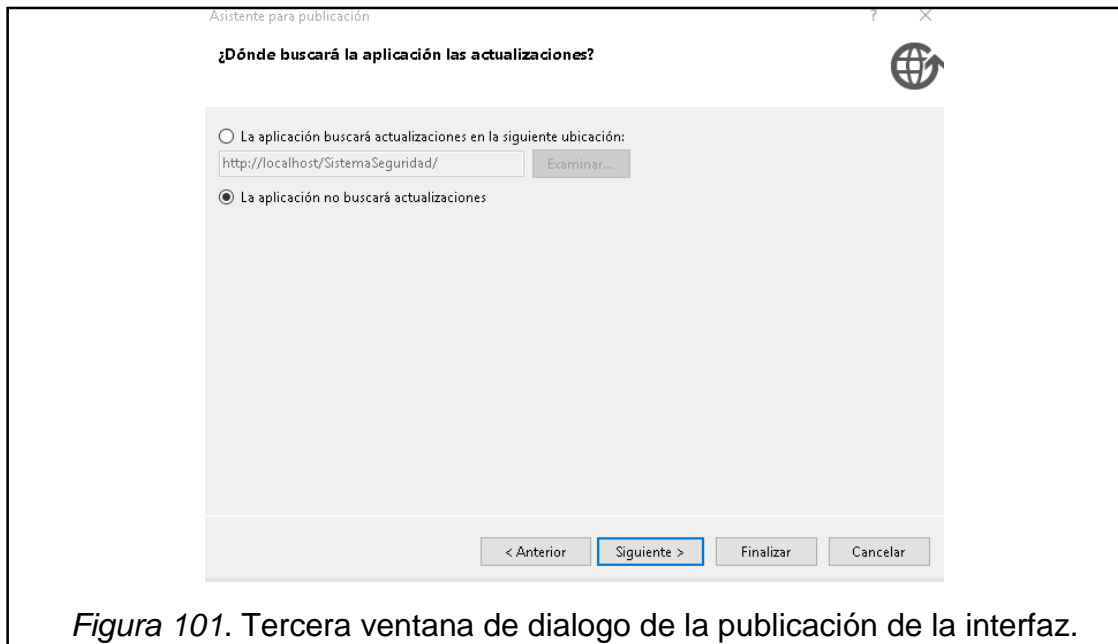 Asistente para publicación ? ×
¿Dónde buscará la aplicación las actualizaciones?
La aplicación buscará actualizaciones en la siguiente ubicación:
http://localhost/SistemaSeguridad/ Examinar...
La aplicación no buscará actualizaciones
< Anterior Siguiente > Finalizar Cancelar
Figura 101. Tercera ventana de dialogo de la publicación de la interfaz.